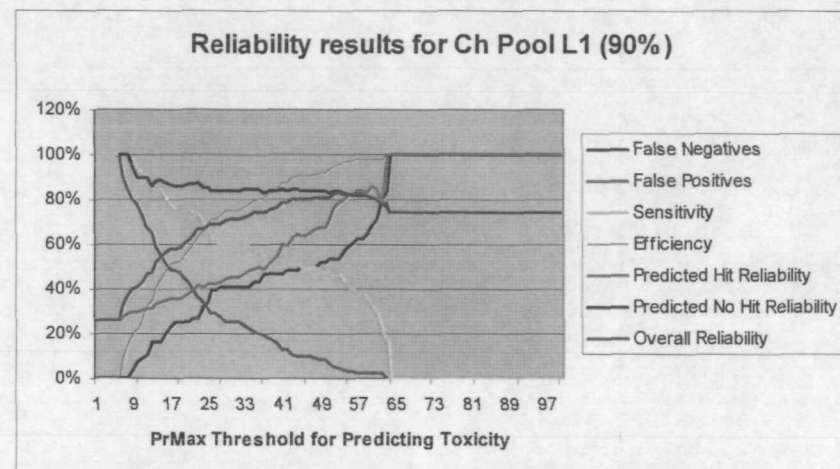 Reliability results for Ch Pool L1 (90%)
120%
100%
80%
60%
40%
20%
0%
1 9 17 25 33 41 49 57 65 73 81 89 97
PrMax Threshold for Predicting Toxicity
False Negatives
False Positives
Sensitivity
Efficiency
Predicted Hit Reliability
Predicted No Hit Reliability
Overall Reliability